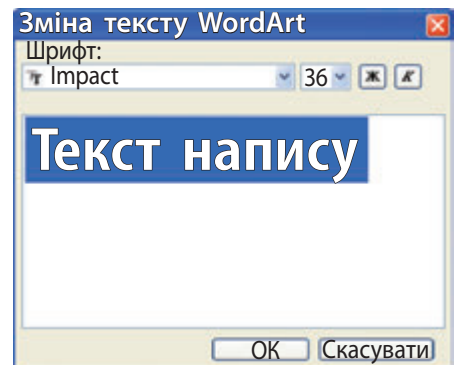 Зміна тексту WordArt
Шрифт:
Impact 36 Ж К
Текст напису
ОК Скасувати